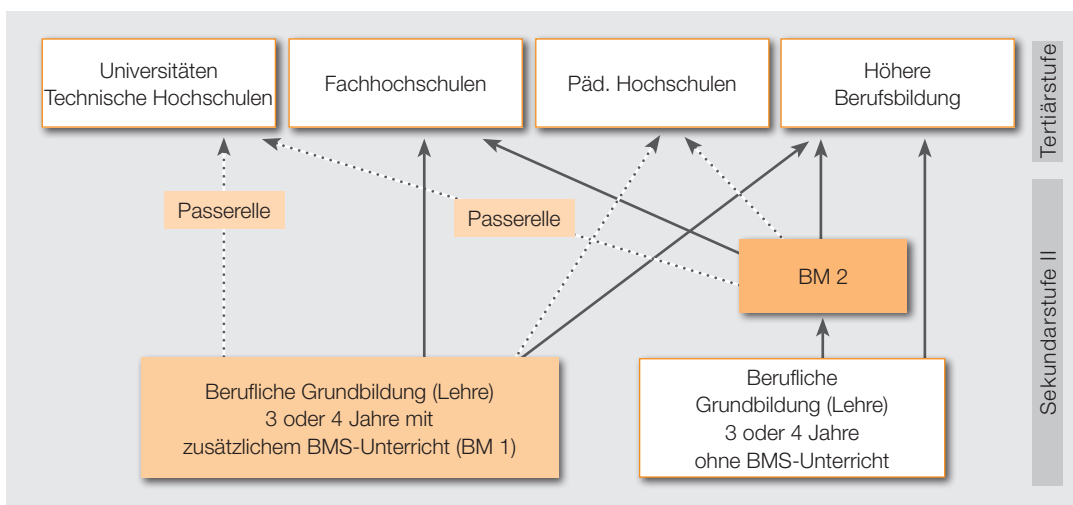 Universitäten
Technische Hochschulen
Fachhochschulen
Päd. Hochschulen
Höhere
Berufsbildung
Tertiärstufe
Passerelle
Passerelle
BM 2
Sekundarstufe II
Berufliche Grundbildung (Lehre)
3 oder 4 Jahre mit
zusätzlichem BMS-Unterricht (BM 1)
Berufliche
Grundbildung (Lehre)
3 oder 4 Jahre
ohne BMS-Unterricht